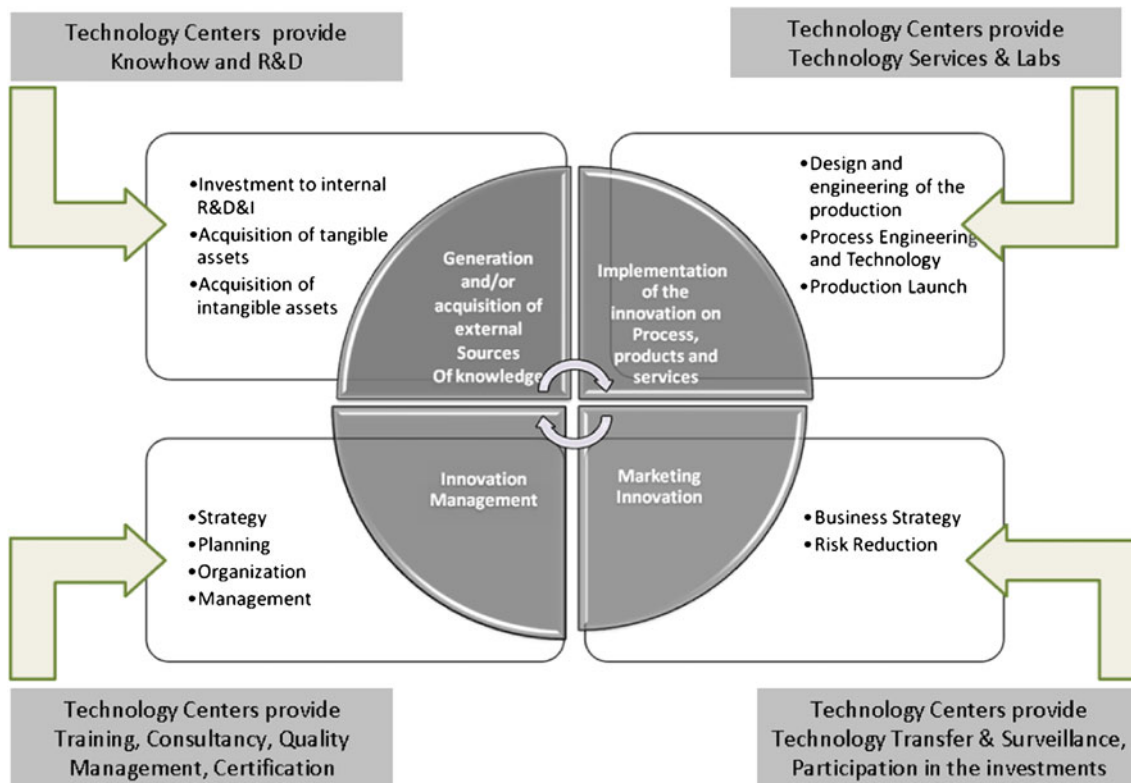 Technology Centers provide
Knowhow and R&D
Technology Centers provide
Technology Services & Labs
•Investment to internal
R&D&I
•Acquisition of tangible
assets
•Acquisition of
intangible assets
Generation
and/or
acquisition of
external
Sources
Of knowledge
Implementation
of the
innovation on
Process,
products and
services
•Design and
engineering of the
production
•Process Engineering
and Technology
•Production Launch
•Strategy
•Planning
•Organization
•Management
Innovation
Management
Marketing
Innovation
•Business Strategy
•Risk Reduction
Technology Centers provide
Training, Consultancy, Quality
Management, Certification
Technology Centers provide
Technology Transfer & Surveillance,
Participation in the investments